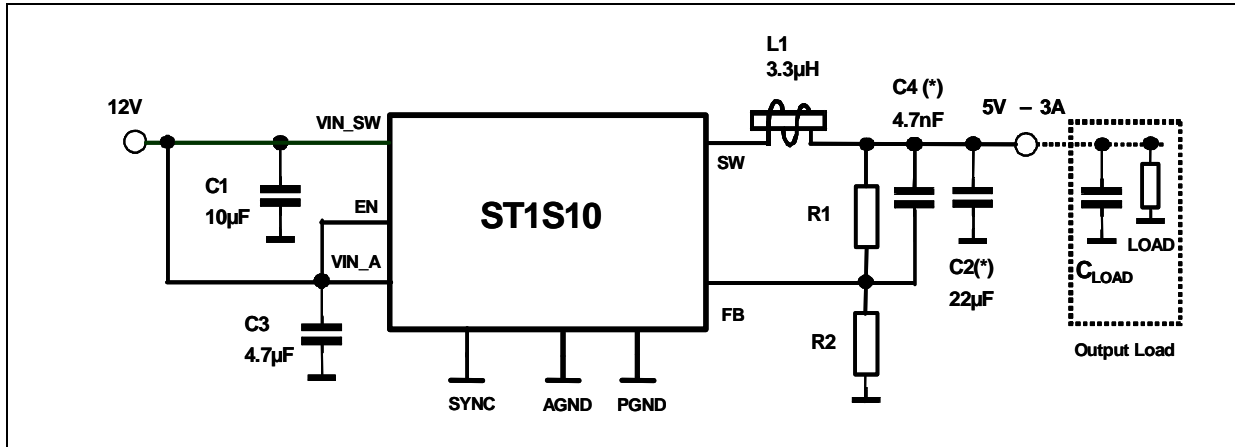 L1
3.3µH
C4 (*)
4.7nF
5V – 3A
12V
VIN_SW
SW
C1
10µF
EN
ST1S10
R1
LOAD
VIN_A
C2(*)
22µF
CLOAD
C3
4.7µF
FB
R2
Output Load
SYNC
AGND
PGND